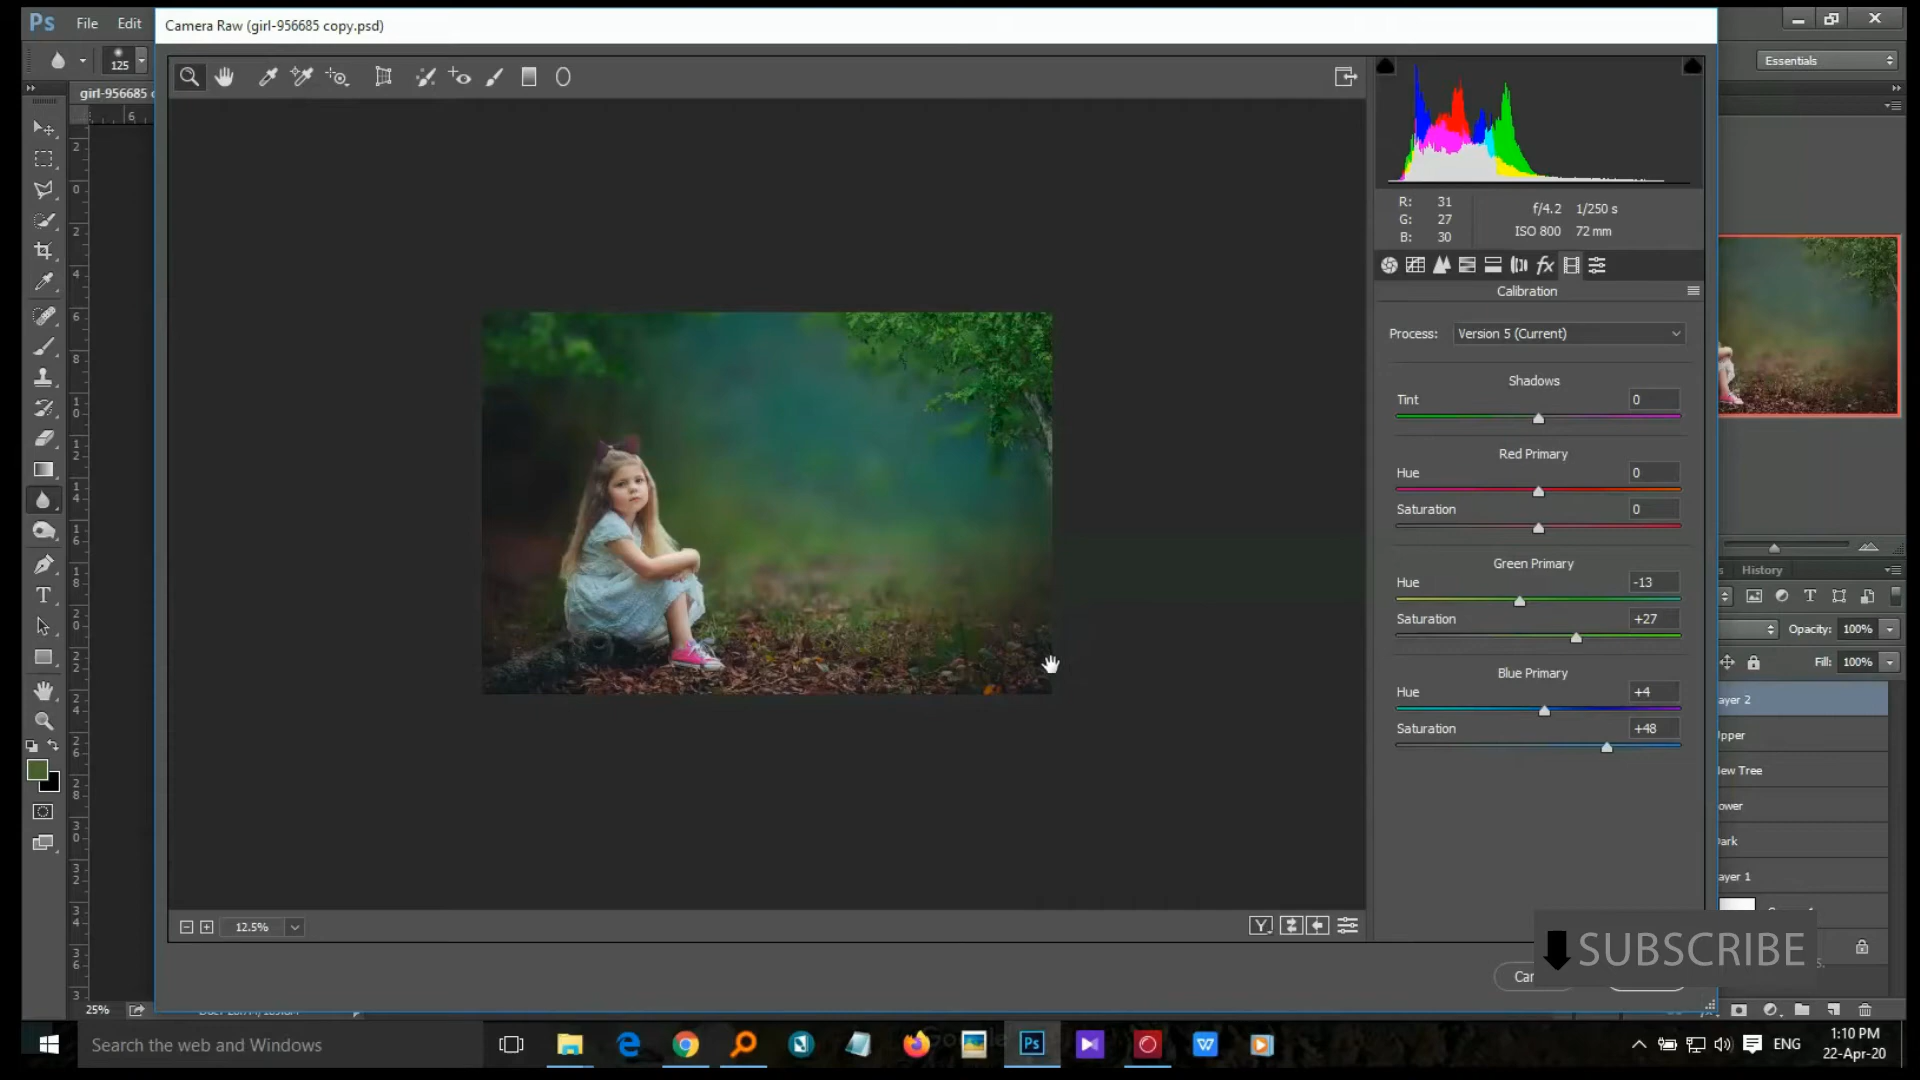 Ps File Edit
Camera Raw (girl-956685 copy.psd)
125
Essentials
girl-956685
6
R: 31
G: 27
B: 30
f/4.2 1/250 s
ISO 800 72 mm
fx
Calibration
Process: Version 5 (Current)
Shadows
Tint 0
Red Primary
Hue 0
Saturation 0
Green Primary
Hue -13
Saturation +27
Blue Primary
Hue +4
Saturation +48
History
Opacity: 100%
Fill: 100%
ayer 2
pper
ew Tree
ower
ark
ayer 1
12.5%
Y
Can
SUBSCRIBE
25%
Search the web and Windows
Ps
W
ENG
1:10 PM
22-Apr-20